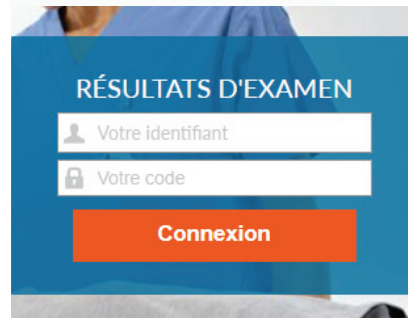 RÉSULTATS D'EXAMEN
Votre identifiant
Votre code
Connexion